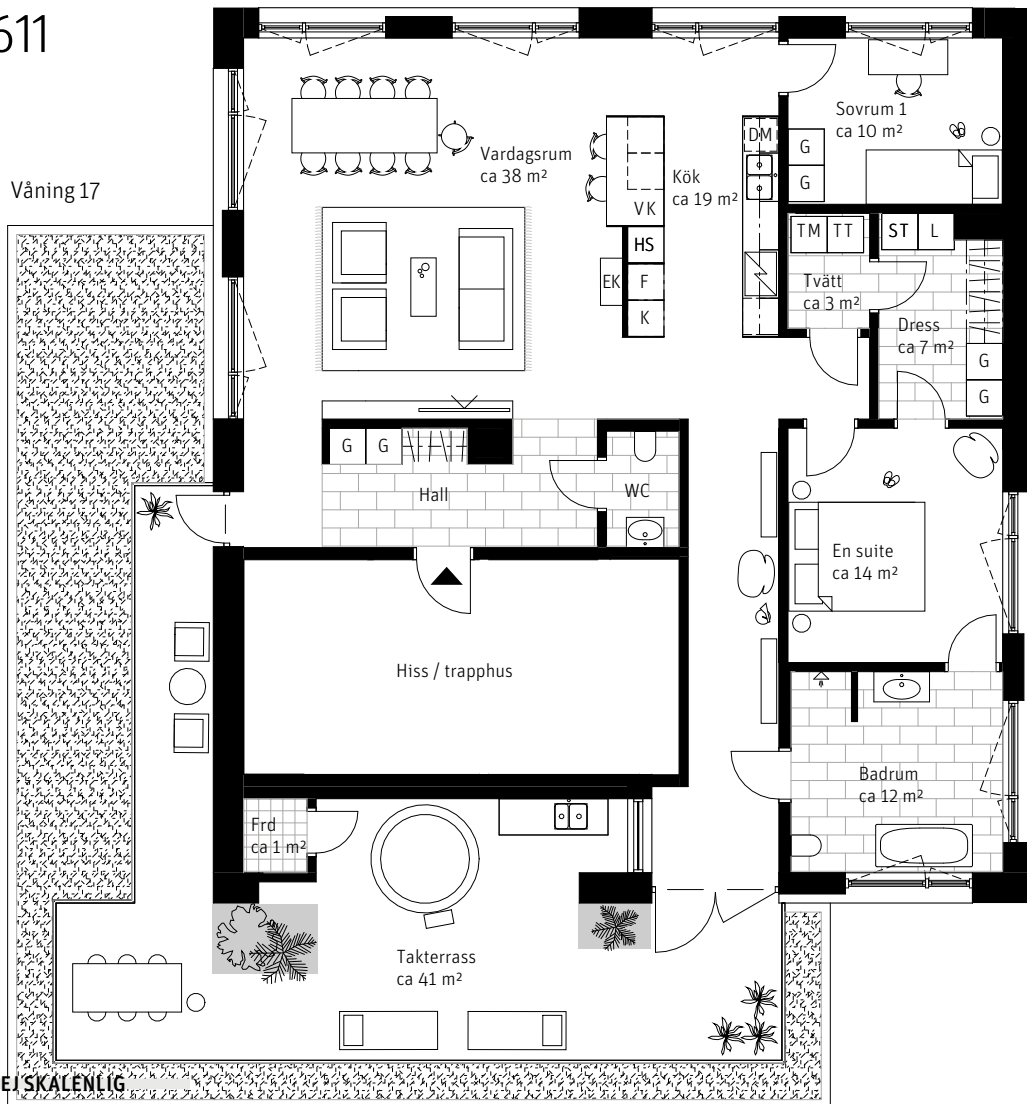 611
Våning 17
Vardagsrum
ca 38 m²
Kök
ca 19 m²
DM
VK
HS
EK
F
K
Sovrum 1
ca 10 m²
G
G
TM
TT
ST
L
Tvätt
ca 3 m²
Dress
ca 7 m²
G
G
G
G
Hall
WC
En suite
ca 14 m²
Hiss / trapphus
Badrum
ca 12 m²
Frd
ca 1 m²
Takterrass
ca 41 m²
EJ SKALENLIG